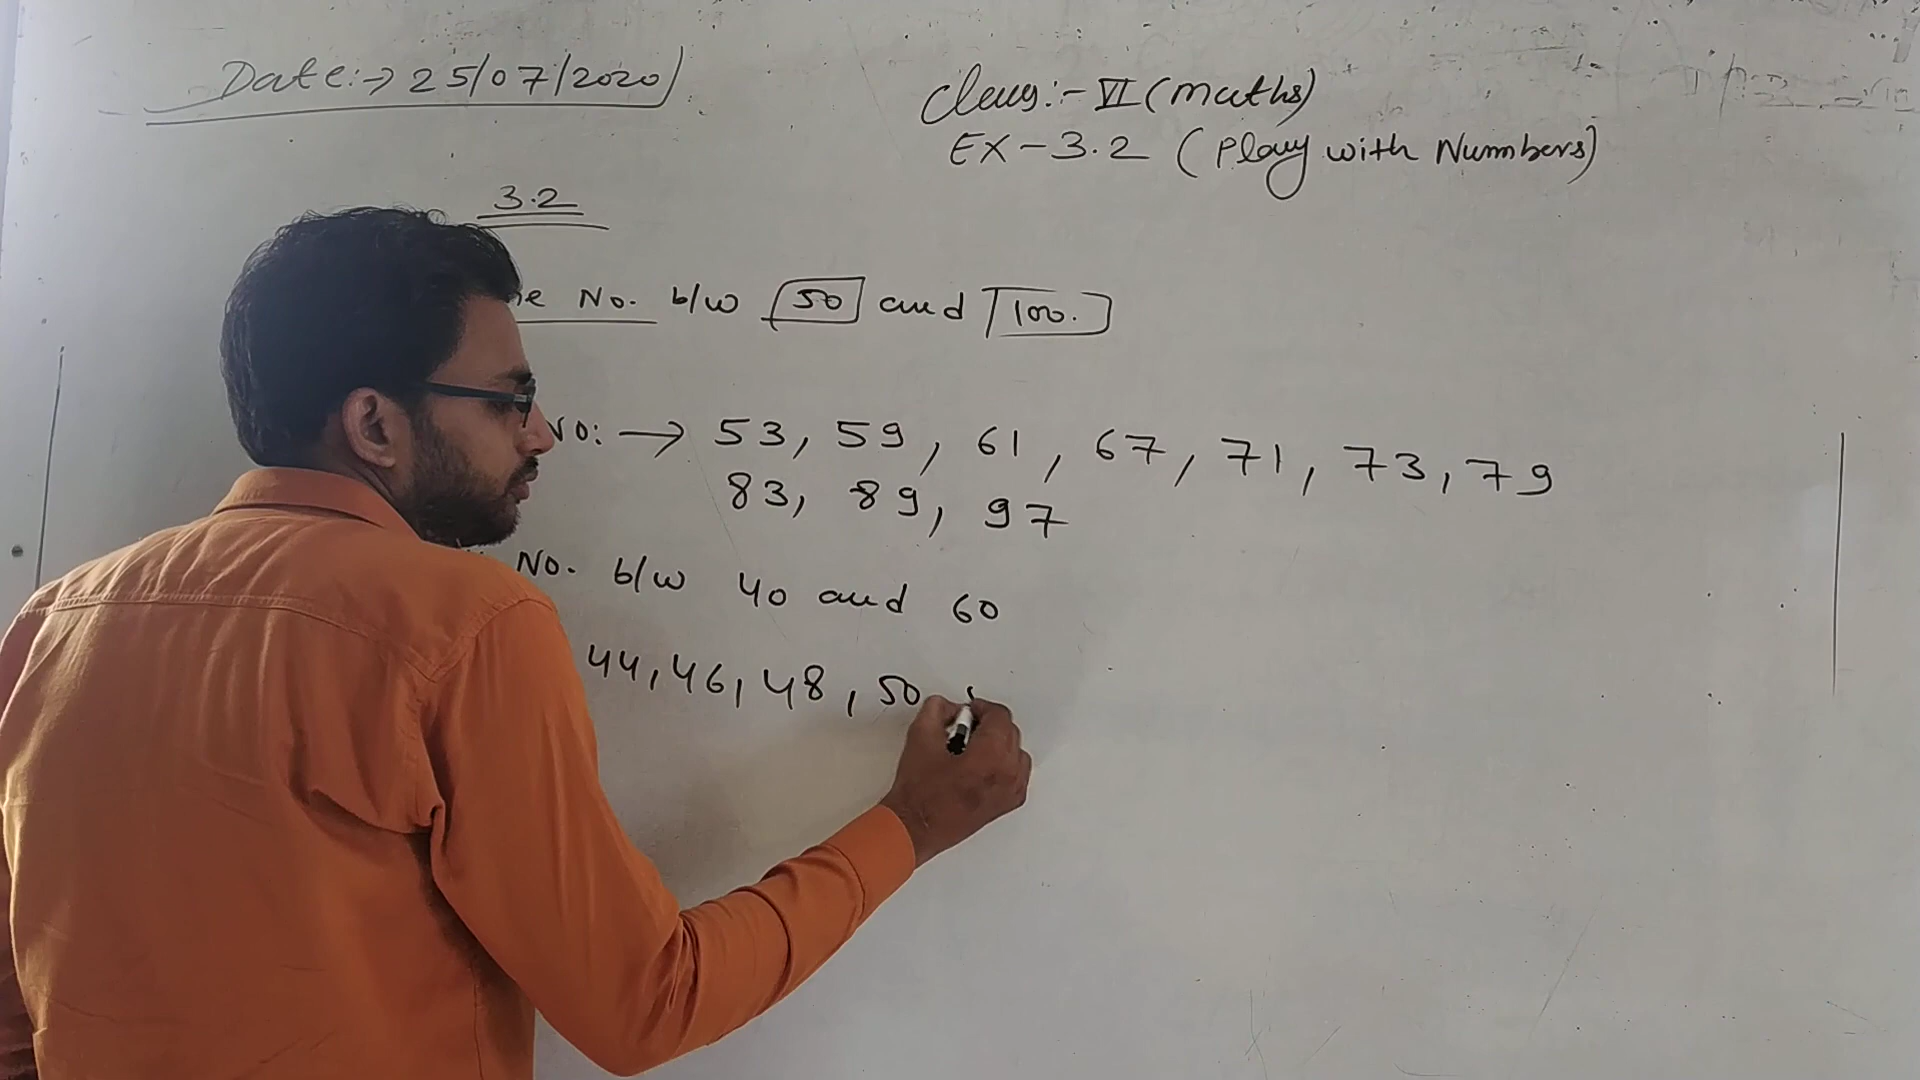 Date:→ 25/07/2020
Class:- VI (maths)
EX - 3.2 (Play with Numbers)
3.2
No. b/w 50 and 100.
No: → 53, 59, 61, 67, 71, 73, 79
83, 89, 97
No. b/w 40 and 60
44, 46, 48, 50